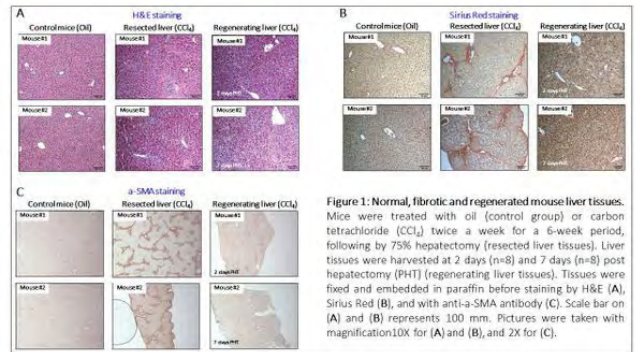 A
H&E staining
Control mice (Oil) Resected liver (CCl4) Regenerating liver (CCl4)
Mouse#1 Mouse#1 Mouse#1
2 days PHT
Mouse#2 Mouse#2 Mouse#2
7 days PHT
B
Sirius Red staining
Control mice (Oil) Resected liver (CCl4) Regenerating liver (CCl4)
Mouse#1 Mouse#1 Mouse#1
Mouse#2 Mouse#2 Mouse#2
7 days PHT
C
a-SMA staining
Control mice (Oil) Resected liver (CCl4) Regenerating liver (CCl4)
Mouse#1 Mouse#1 Mouse#1
2 days PHT
Mouse#2 Mouse#2 Mouse#2
7 days PHT
Figure 1: Normal, fibrotic and regenerated mouse liver tissues.
Mice were treated with oil (control group) or carbon
tetrachloride (CCl4) twice a week for a 6-week period,
following by 75% hepatectomy (resected liver tissues). Liver
tissues were harvested at 2 days (n=8) and 7 days (n=8) post
hepatectomy (PHT) (regenerating liver tissues). Tissues were
fixed and embedded in paraffin before staining by H&E (A),
Sirius Red (B), and with anti-a-SMA antibody (C). Scale bar on
(A) and (B) represents 100 mm. Pictures were taken with
magnification10X for (A) and (B), and 2X for (C).